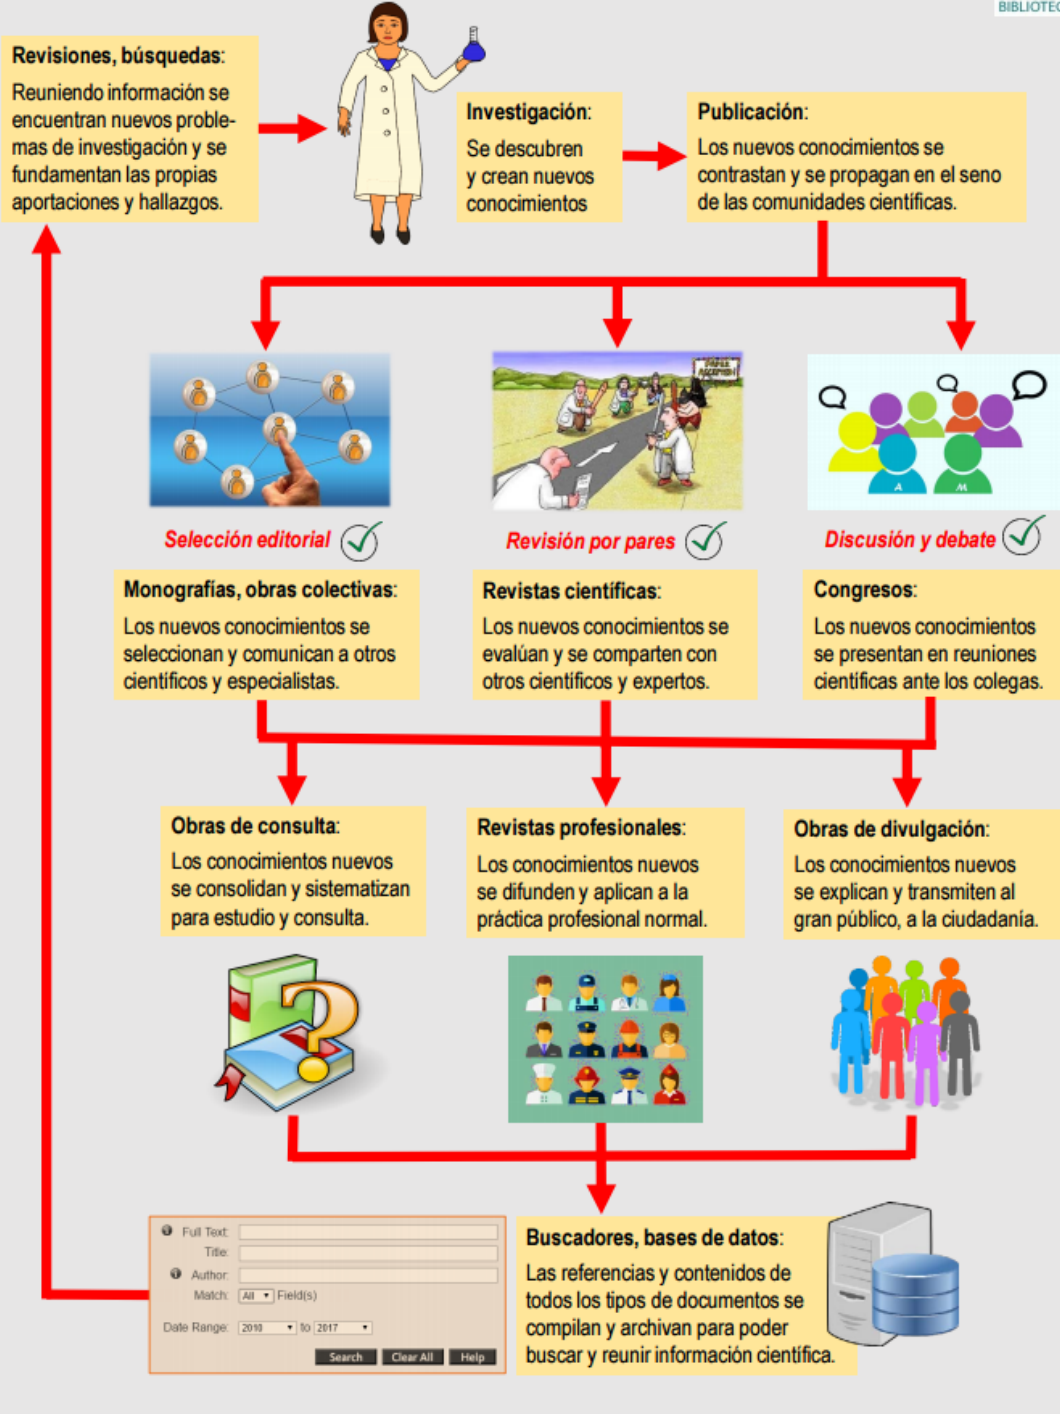 BIBLIOTEC
Revisiones, búsquedas:
Reuniendo información se
encuentran nuevos proble-
mas de investigación y se
fundamentan las propias
aportaciones y hallazgos.
Investigación:
Se descubren
y crean nuevos
conocimientos
Publicación:
Los nuevos conocimientos se
contrastan y se propagan en el seno
de las comunidades científicas.
A
M
Selección editorial
Revisión por pares
Discusión y debate
Monografías, obras colectivas:
Los nuevos conocimientos se
seleccionan y comunican a otros
científicos y especialistas.
Revistas científicas:
Los nuevos conocimientos se
evalúan y se comparten con
otros científicos y expertos.
Congresos:
Los nuevos conocimientos
se presentan en reuniones
científicas ante los colegas.
Obras de consulta:
Los conocimientos nuevos
se consolidan y sistematizan
para estudio y consulta.
Revistas profesionales:
Los conocimientos nuevos
se difunden y aplican a la
práctica profesional normal.
Obras de divulgación:
Los conocimientos nuevos
se explican y transmiten al
gran público, a la ciudadanía.
?
Full Text:
Title:
Author:
Match: All Field(s)
Date Range: 2010 to 2017
Search Clear All Help
Buscadores, bases de datos:
Las referencias y contenidos de
todos los tipos de documentos se
compilan y archivan para poder
buscar y reunir información científica.